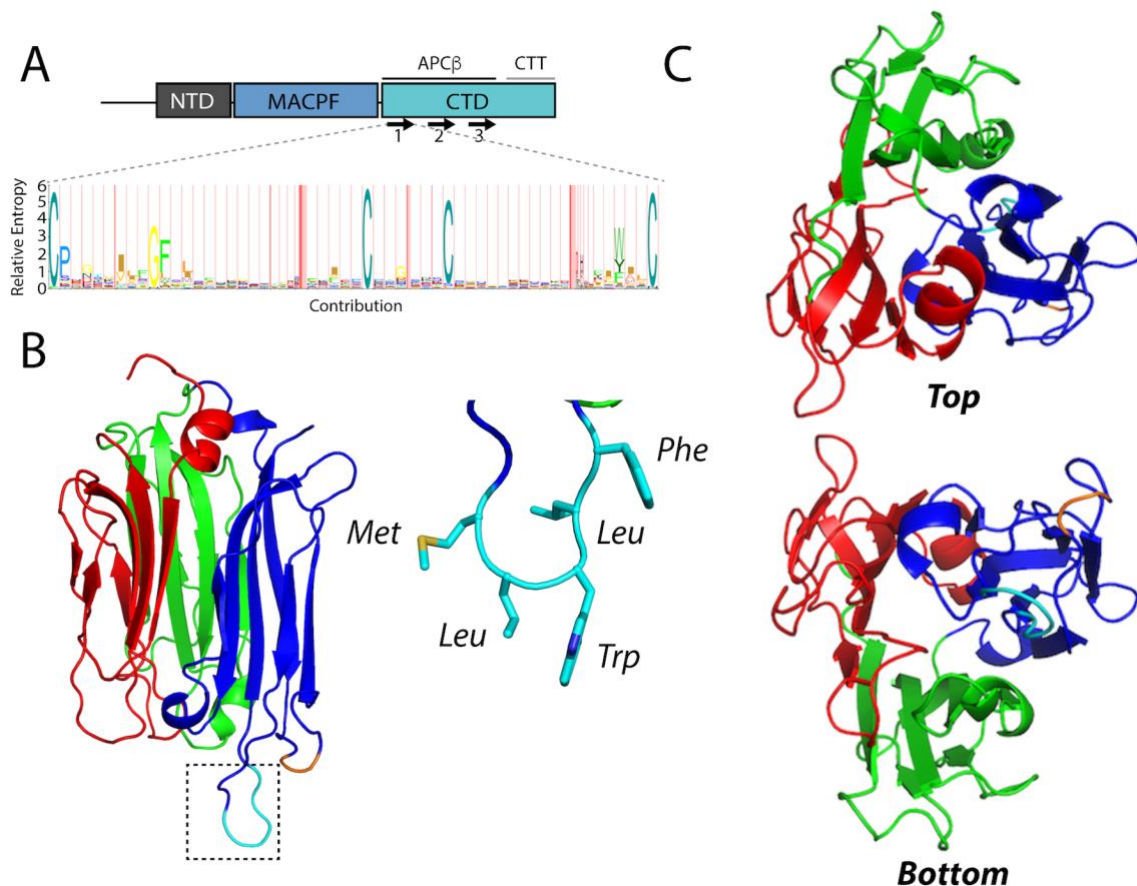 A
C
APCβ
CTT
NTD
MACPF
CTD
1
2
3
Relative Entropy
6
5
4
3
2
1
0
C P G F C C W C
Contribution
Top
B
Phe
Met
Leu
Leu
Trp
Bottom